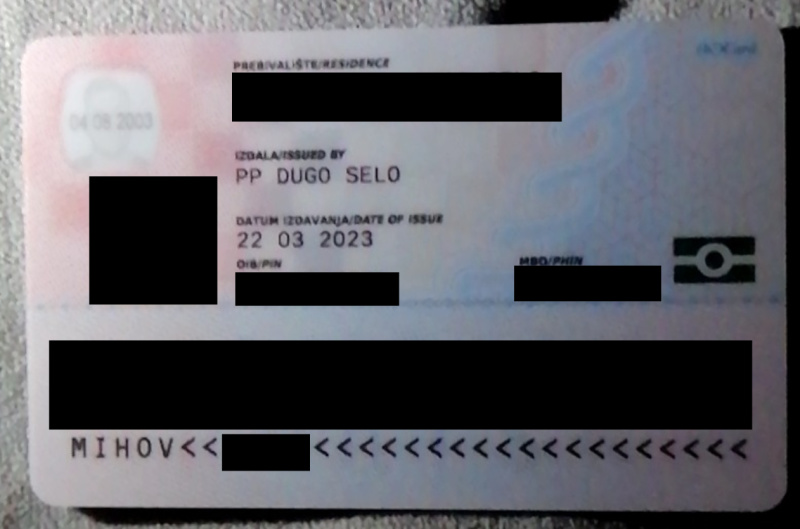 PREBIVALIŠTE/RESIDENCE
04 08 2003
IZDALA/ISSUED BY
PP DUGO SELO
DATUM IZDAVANJA/DATE OF ISSUE
22 03 2023
OIB/PIN
MBO/PHIN
MIHOV<<
<<<<<<<<<<<<<<<<<<<<